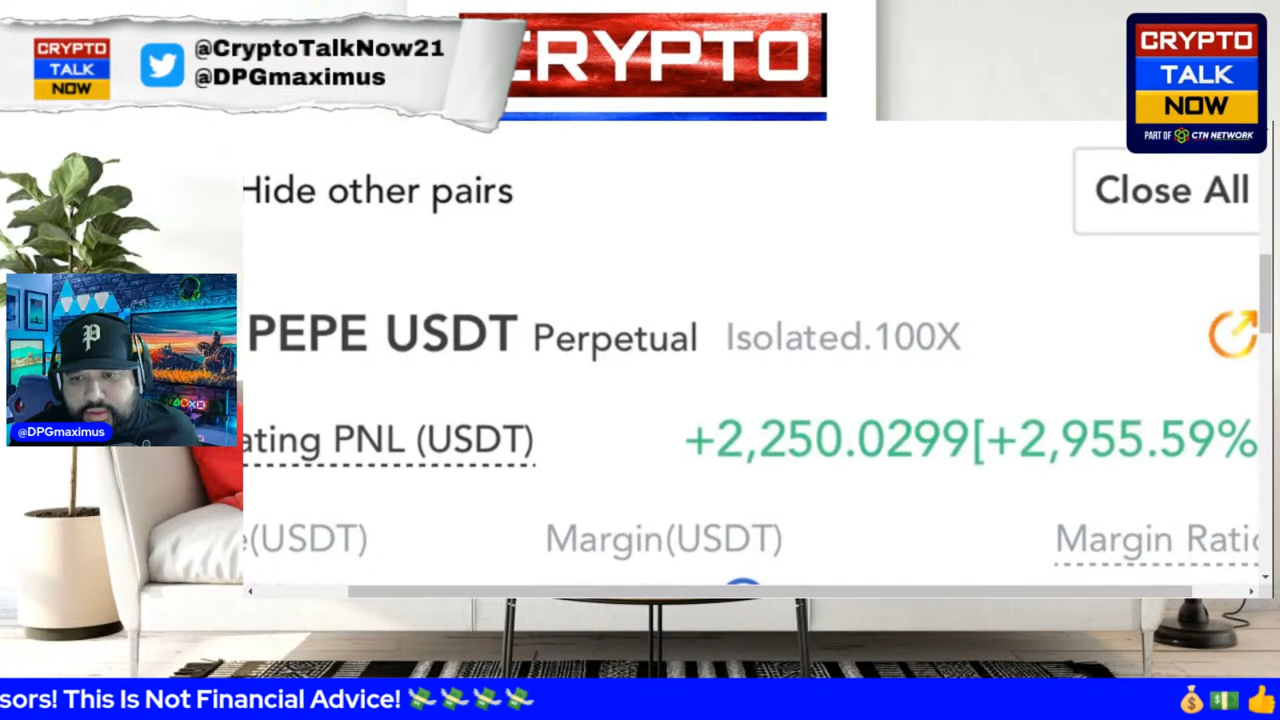 CRYPTO
TALK
NOW
@CryptoTalkNow21
@DPGmaximus
CRYPTO
CRYPTO
TALK
NOW
PART OF CTN NETWORK
Hide other pairs
Close All
PEPE USDT Perpetual Isolated.100X
ating PNL (USDT)
+2,250.0299[+2,955.59%
e(USDT)
Margin(USDT)
Margin Ratio
P
@DPGmaximus
sors! This Is Not Financial Advice!